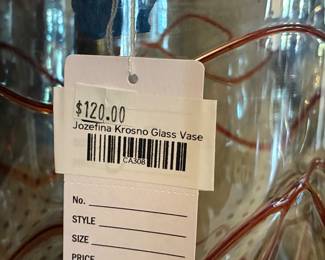 $120.00
Jozefina Krosno Glass Vase
CA308
No.
STYLE
SIZE
PRICE